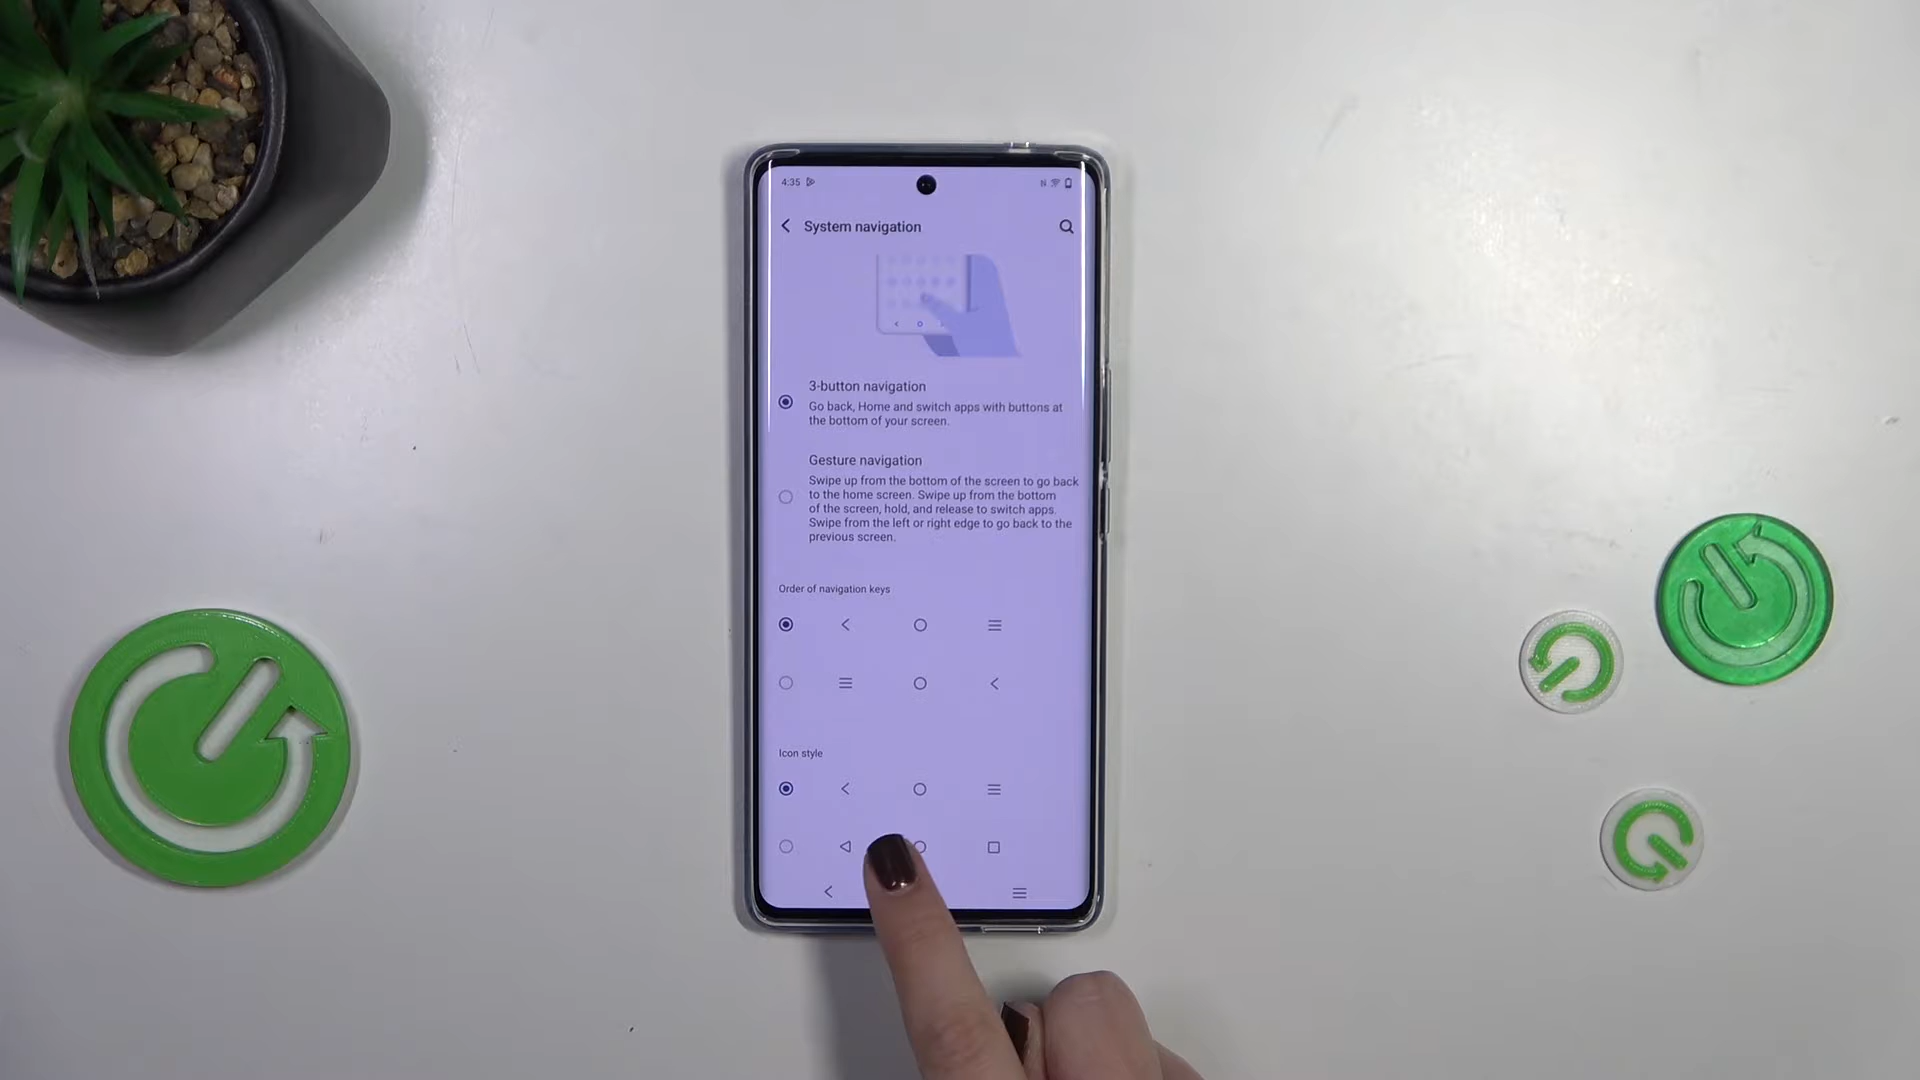 4:35
System navigation
3-button navigation
Go back, Home and switch apps with buttons at
the bottom of your screen.
Gesture navigation
Swipe up from the bottom of the screen to go back
to the home screen. Swipe up from the bottom
of the screen, hold, and release to switch apps.
Swipe from the left or right edge to go back to the
previous screen.
Order of navigation keys
Icon style